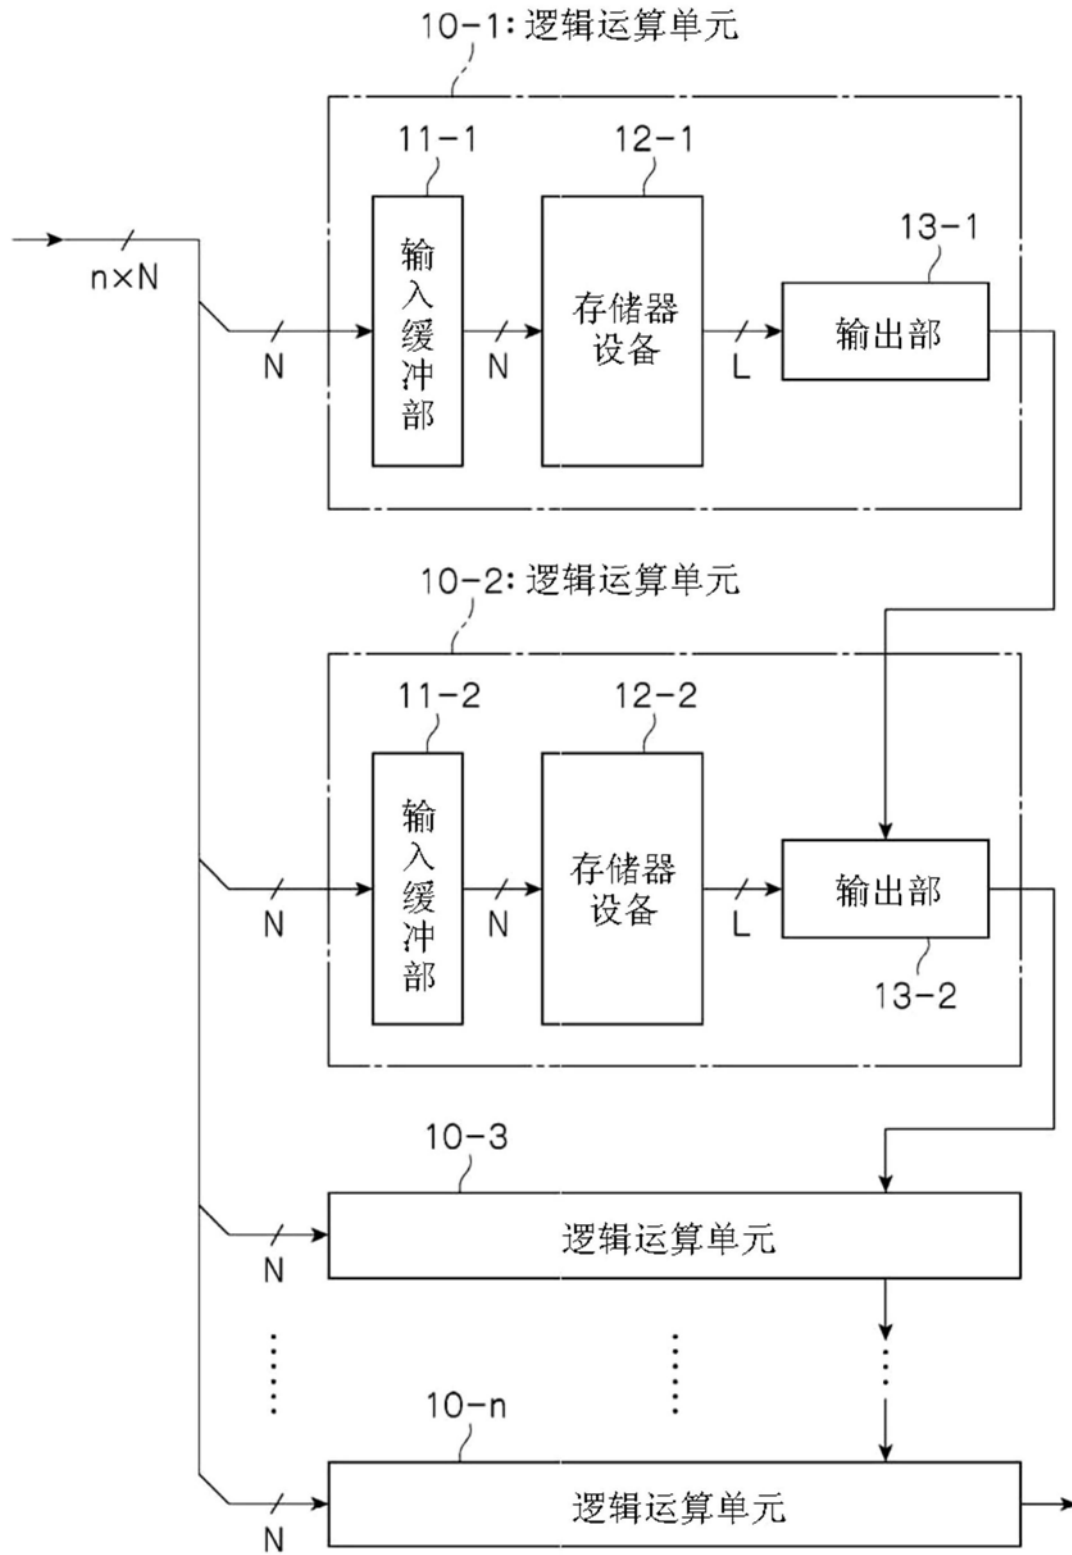 10-1:逻辑运算单元
11-1
12-1
13-1
n×N
输入缓冲部
存储器
设备
输出部
N
N
L
10-2:逻辑运算单元
11-2
12-2
输入缓冲部
存储器
设备
输出部
N
N
L
13-2
10-3
逻辑运算单元
N
10-n
逻辑运算单元
N